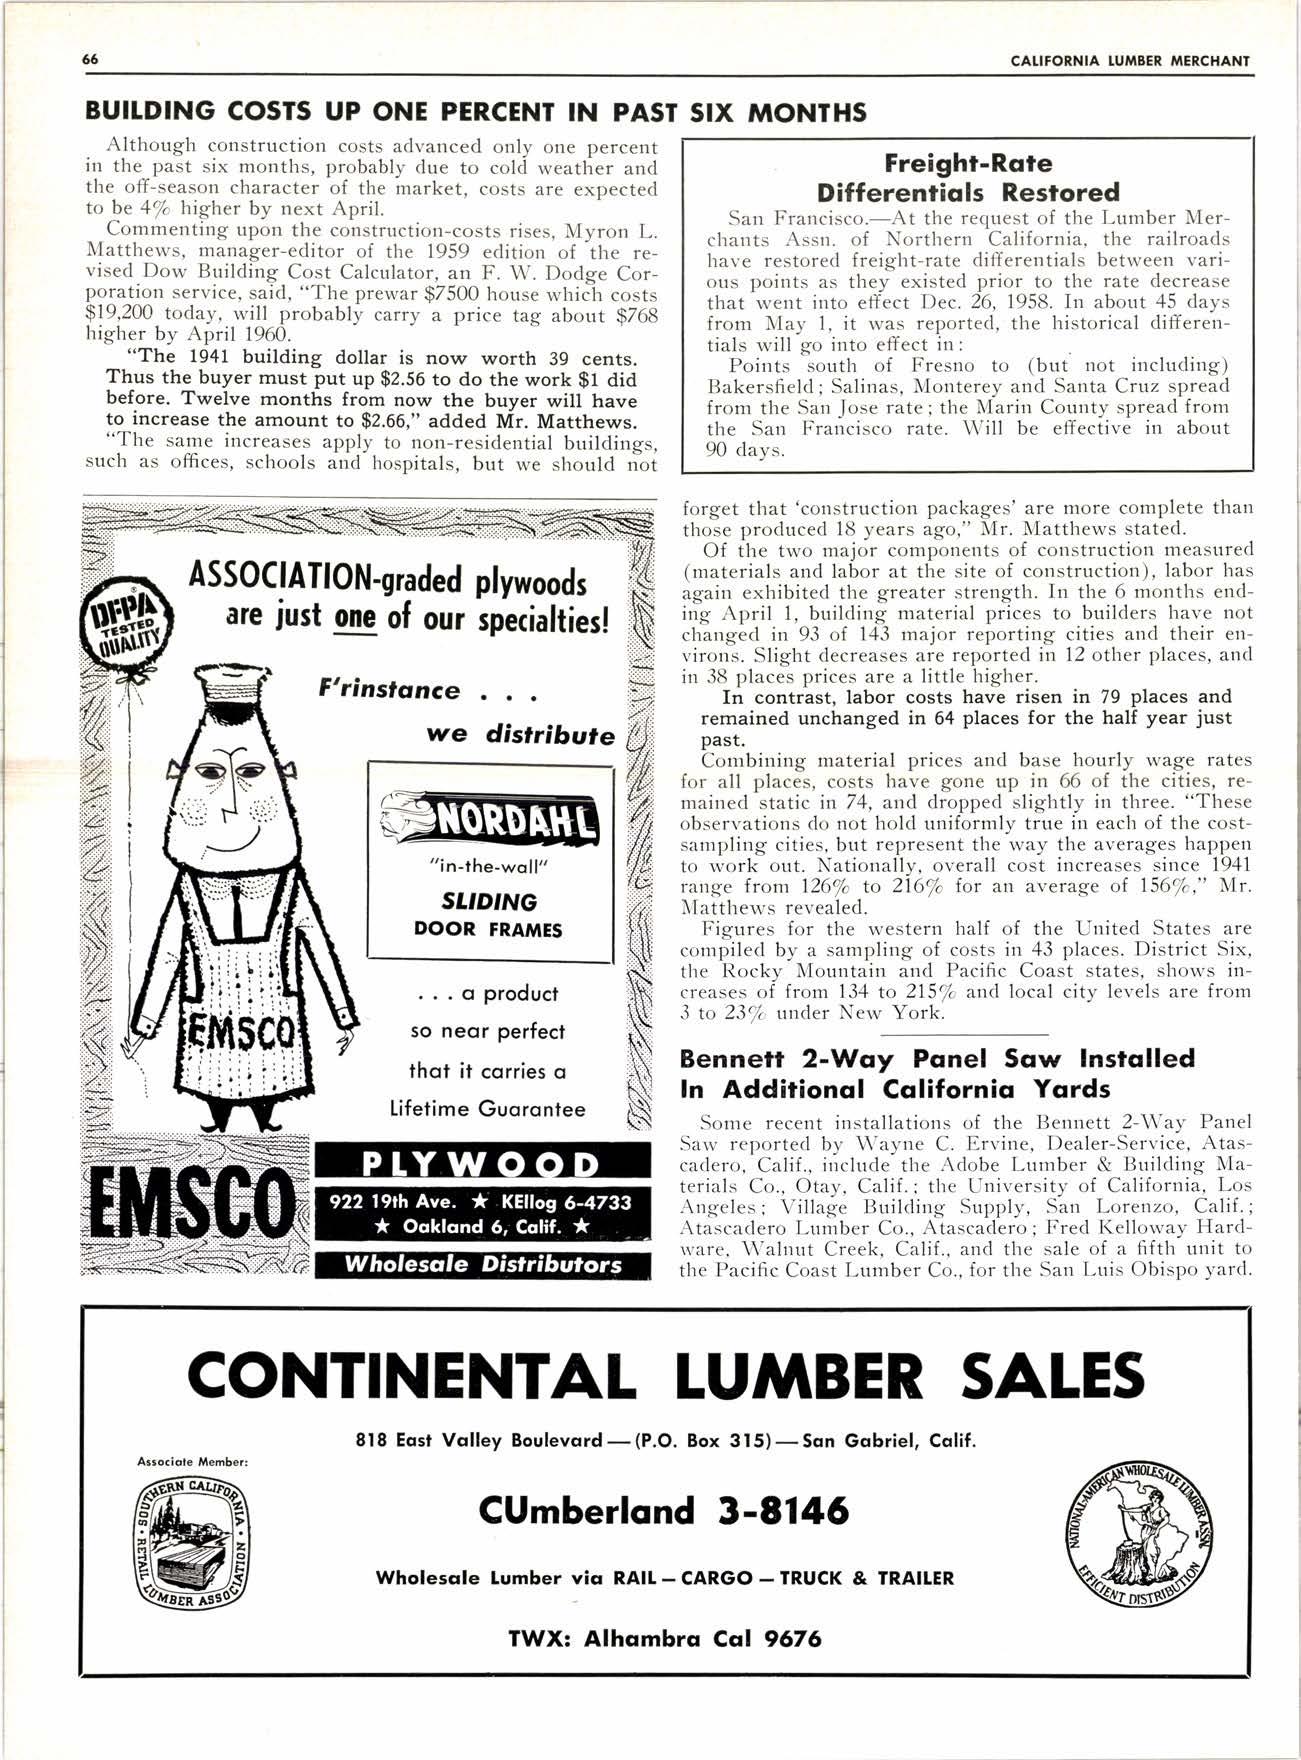 66
CALIFORNIA LUMBER MERCHANT
BUILDING COSTS UP ONE PERCENT IN PAST SIX MONTHS
Although construction costs advanced only one percent
in the past six months, probably due to cold weather and
the off-season character of the market, costs are expected
to be 4% higher by next April.
Commenting upon the construction-costs rises, Myron L.
Matthews, manager-editor of the 1959 edition of the re-
vised Dow Building Cost Calculator, an F. W. Dodge Cor-
poration service, said, “The prewar $7500 house which costs
$19,200 today, will probably carry a price tag about $768
higher by April 1960.
“The 1941 building dollar is now worth 39 cents.
Thus the buyer must put up $2.56 to do the work $1 did
before. Twelve months from now the buyer will have
to increase the amount to $2.66,” added Mr. Matthews.
“The same increases apply to non-residential buildings,
such as offices, schools and hospitals, but we should not
Freight-Rate
Differentials Restored
San Francisco.—At the request of the Lumber Mer-
chants Assn. of Northern California, the railroads
have restored freight-rate differentials between vari-
ous points as they existed prior to the rate decrease
that went into effect Dec. 26, 1958. In about 45 days
from May 1, it was reported, the historical differen-
tials will go into effect in:
Points south of Fresno to (but not including)
Bakersfield; Salinas, Monterey and Santa Cruz spread
from the San Jose rate; the Marin County spread from
the San Francisco rate. Will be effective in about
90 days.
forget that ‘construction packages’ are more complete than
those produced 18 years ago,” Mr. Matthews stated.
Of the two major components of construction measured
(materials and labor at the site of construction), labor has
again exhibited the greater strength. In the 6 months end-
ing April 1, building material prices to builders have not
changed in 93 of 143 major reporting cities and their en-
virons. Slight decreases are reported in 12 other places, and
in 38 places prices are a little higher.
In contrast, labor costs have risen in 79 places and
remained unchanged in 64 places for the half year just
past.
Combining material prices and base hourly wage rates
for all places, costs have gone up in 66 of the cities, re-
mained static in 74, and dropped slightly in three. “These
observations do not hold uniformly true in each of the cost-
sampling cities, but represent the way the averages happen
to work out. Nationally, overall cost increases since 1941
range from 126% to 216% for an average of 156%,” Mr.
Matthews revealed.
Figures for the western half of the United States are
compiled by a sampling of costs in 43 places. District Six,
the Rocky Mountain and Pacific Coast states, shows in-
creases of from 134 to 215% and local city levels are from
3 to 23% under New York.
Bennett 2-Way Panel Saw Installed
In Additional California Yards
Some recent installations of the Bennett 2-Way Panel
Saw reported by Wayne C. Ervine, Dealer-Service, Atas-
cadero, Calif., include the Adobe Lumber & Building Ma-
terials Co., Otay, Calif.; the University of California, Los
Angeles; Village Building Supply, San Lorenzo, Calif.;
Atascadero Lumber Co., Atascadero; Fred Kelloway Hard-
ware, Walnut Creek, Calif., and the sale of a fifth unit to
the Pacific Coast Lumber Co., for the San Luis Obispo yard.
ASSOCIATION-graded plywoods
are just one of our specialties!
DFPA
TESTED
QUALITY
®
F'rinstance . . .
we distribute
NORDAHL
"in-the-wall"
SLIDING
DOOR FRAMES
. . . a product
so near perfect
that it carries a
Lifetime Guarantee
EMSCO
EMSCO
PLYWOOD
922 19th Ave. ★ KEllog 6-4733
★ Oakland 6, Calif. ★
Wholesale Distributors
CONTINENTAL LUMBER SALES
818 East Valley Boulevard — (P.O. Box 315) — San Gabriel, Calif.
Associate Member:
SOUTHERN CALIFORNIA
RETAIL LUMBER ASSOCIATION
CUmberland 3-8146
Wholesale Lumber via RAIL — CARGO — TRUCK & TRAILER
TWX: Alhambra Cal 9676
NATIONAL-AMERICAN WHOLESALE LUMBER ASSN.
EFFICIENT DISTRIBUTION